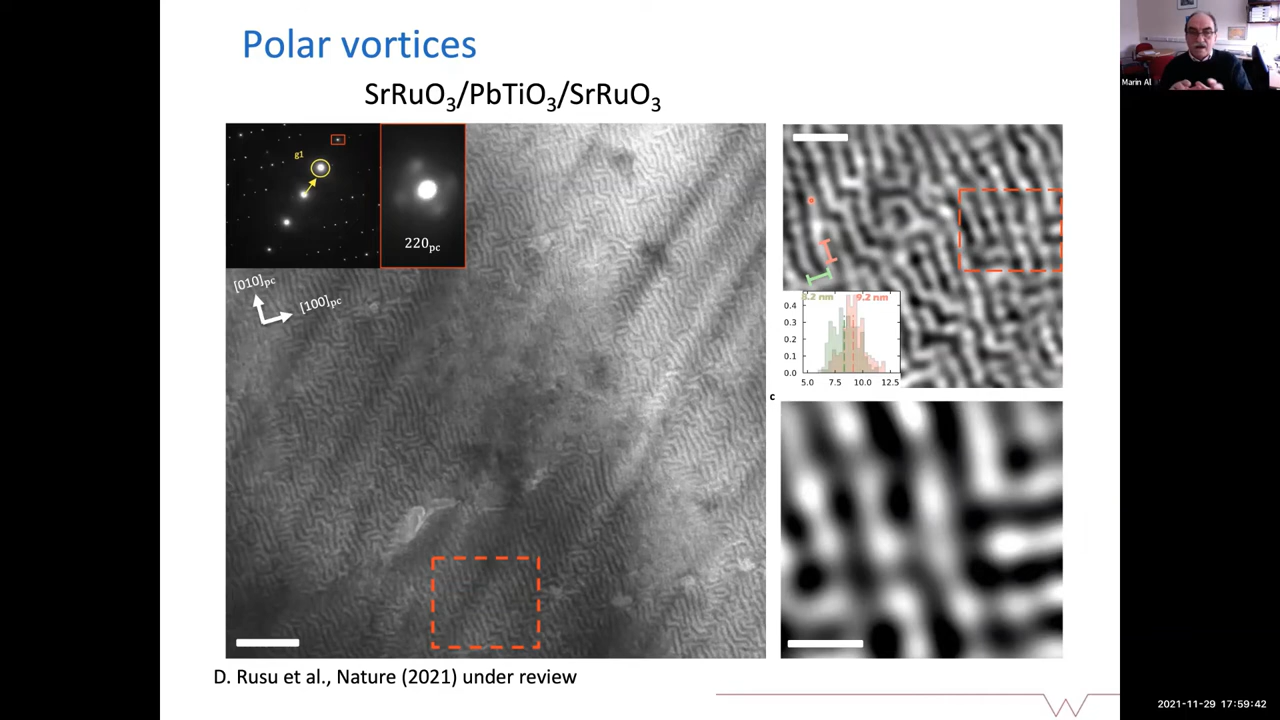 Polar vortices
SrRuO₃/PbTiO₃/SrRuO₃
g1
220pc
[010]pc
[100]pc
8.2 nm
9.2 nm
0.4
0.3
0.2
0.1
0.0
5.0 7.5 10.0 12.5
c
D. Rusu et al., Nature (2021) under review
Marin Al
2021-11-29 17:59:42